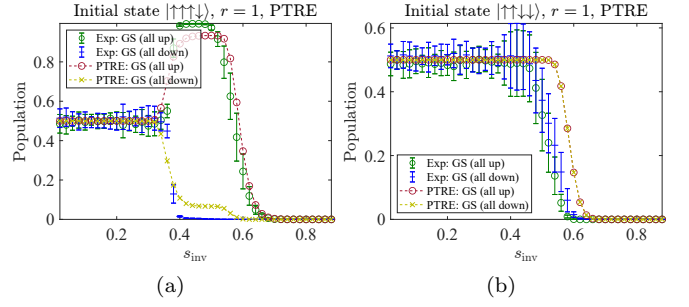 Initial state |↑↑↑↓⟩, r = 1, PTRE
Population
1
0.8
0.6
0.4
0.2
0
Exp: GS (all up)
Exp: GS (all down)
PTRE: GS (all up)
PTRE: GS (all down)
0.2 0.4 0.6 0.8
s_inv
(a)
Initial state |↑↑↓↓⟩, r = 1, PTRE
Population
0.6
0.4
0.2
0
Exp: GS (all up)
Exp: GS (all down)
PTRE: GS (all up)
PTRE: GS (all down)
0.2 0.4 0.6 0.8
s_inv
(b)